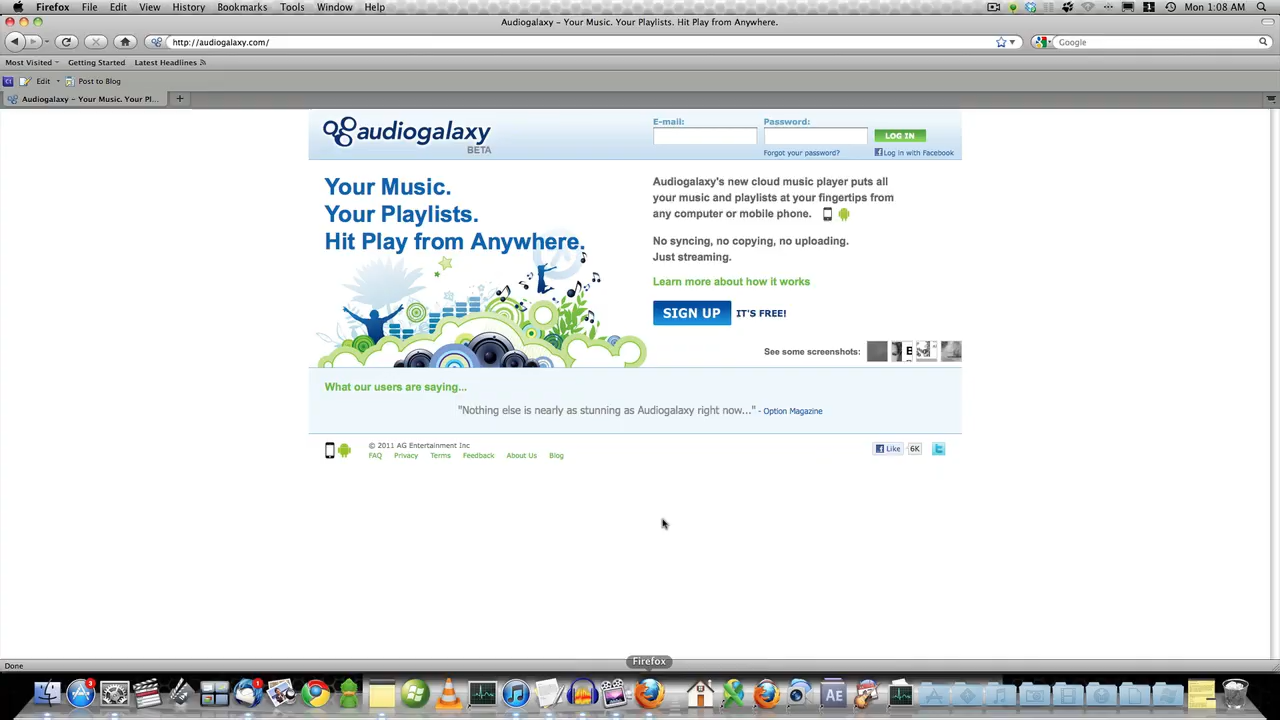 Firefox File Edit View History Bookmarks Tools Window Help Mon 1:08 AM
Audiogalaxy – Your Music. Your Playlists. Hit Play from Anywhere.
http://audiogalaxy.com/ Google
Most Visited Getting Started Latest Headlines
Edit Post to Blog
Audiogalaxy – Your Music. Your Pl...
audiogalaxy
BETA
E-mail: Password:
LOG IN
Forgot your password? Log in with Facebook
Your Music.
Your Playlists.
Hit Play from Anywhere.
Audiogalaxy's new cloud music player puts all
your music and playlists at your fingertips from
any computer or mobile phone.
No syncing, no copying, no uploading.
Just streaming.
Learn more about how it works
SIGN UP IT'S FREE!
See some screenshots:
What our users are saying...
"Nothing else is nearly as stunning as Audiogalaxy right now..." - Option Magazine
© 2011 AG Entertainment Inc
FAQ Privacy Terms Feedback About Us Blog
Like 6K
Done
Firefox
AE